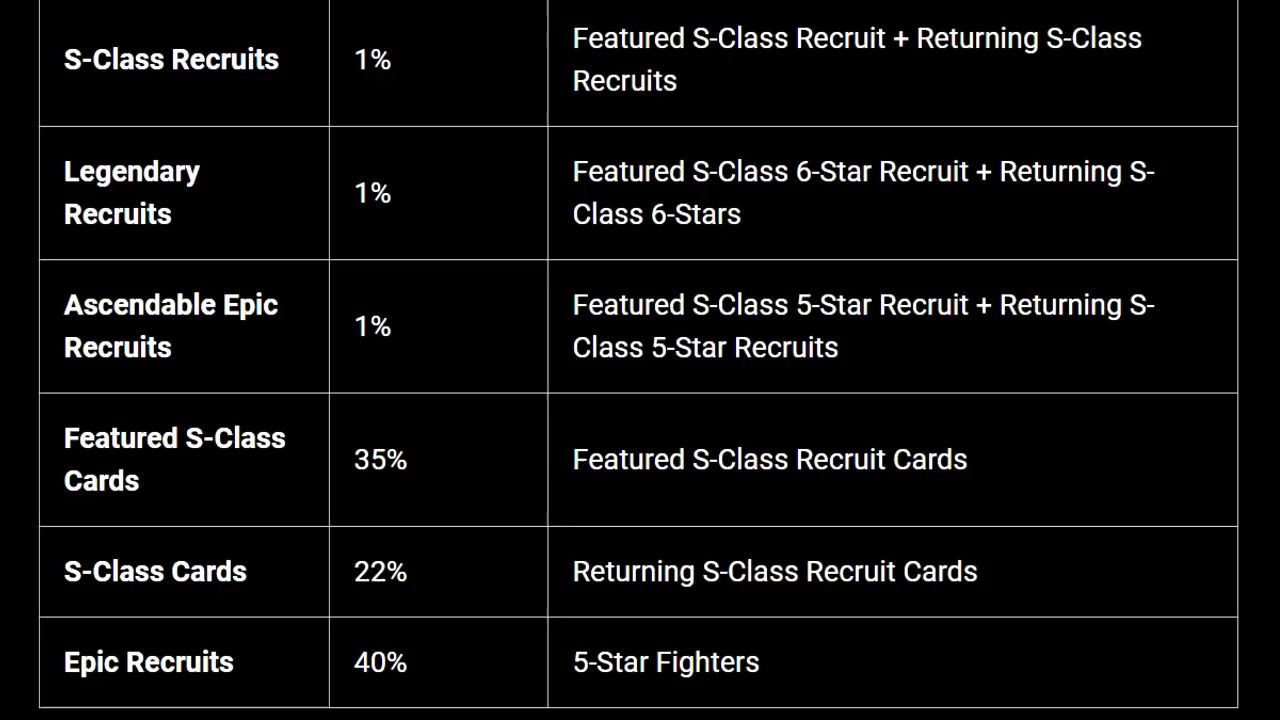 S-Class Recruits
1%
Featured S-Class Recruit + Returning S-Class
Recruits
Legendary
Recruits
1%
Featured S-Class 6-Star Recruit + Returning S-
Class 6-Stars
Ascendable Epic
Recruits
1%
Featured S-Class 5-Star Recruit + Returning S-
Class 5-Star Recruits
Featured S-Class
Cards
35%
Featured S-Class Recruit Cards
S-Class Cards
22%
Returning S-Class Recruit Cards
Epic Recruits
40%
5-Star Fighters